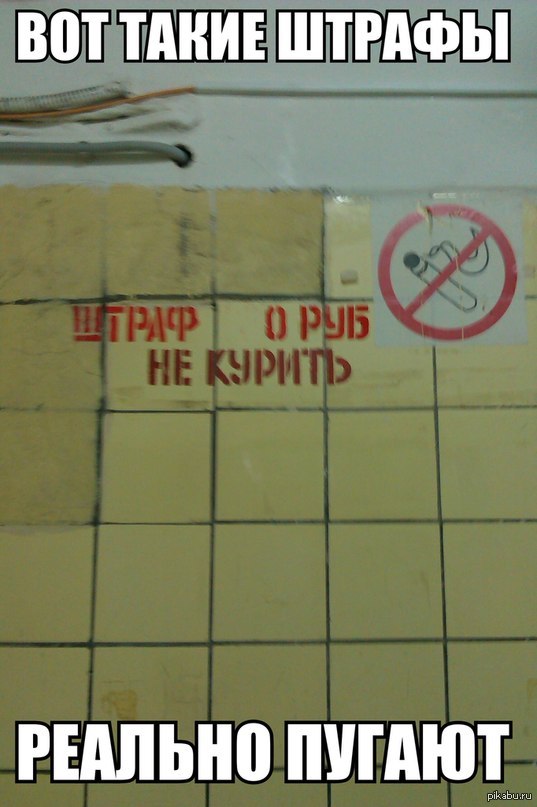 ВОТ ТАКИЕ ШТРАФЫ
ШТРАФ 0 РУБ
НЕ КУРИТЬ
РЕАЛЬНО ПУГАЮТ
pikabu.ru